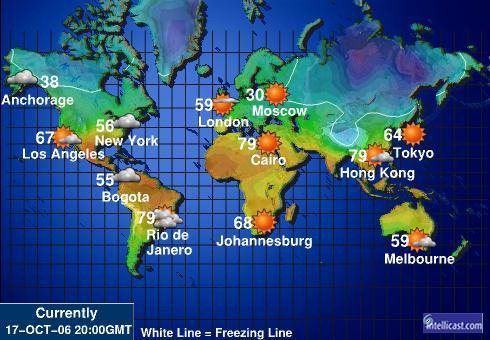 38
Anchorage
30
Moscow
59
London
56
New York
67
Los Angeles
64
Tokyo
79
Cairo
79
Hong Kong
55
Bogota
79
Rio de
Janero
68
Johannesburg
59
Melbourne
Currently
17-OCT-06 20:00GMT
White Line = Freezing Line
intellicast.com